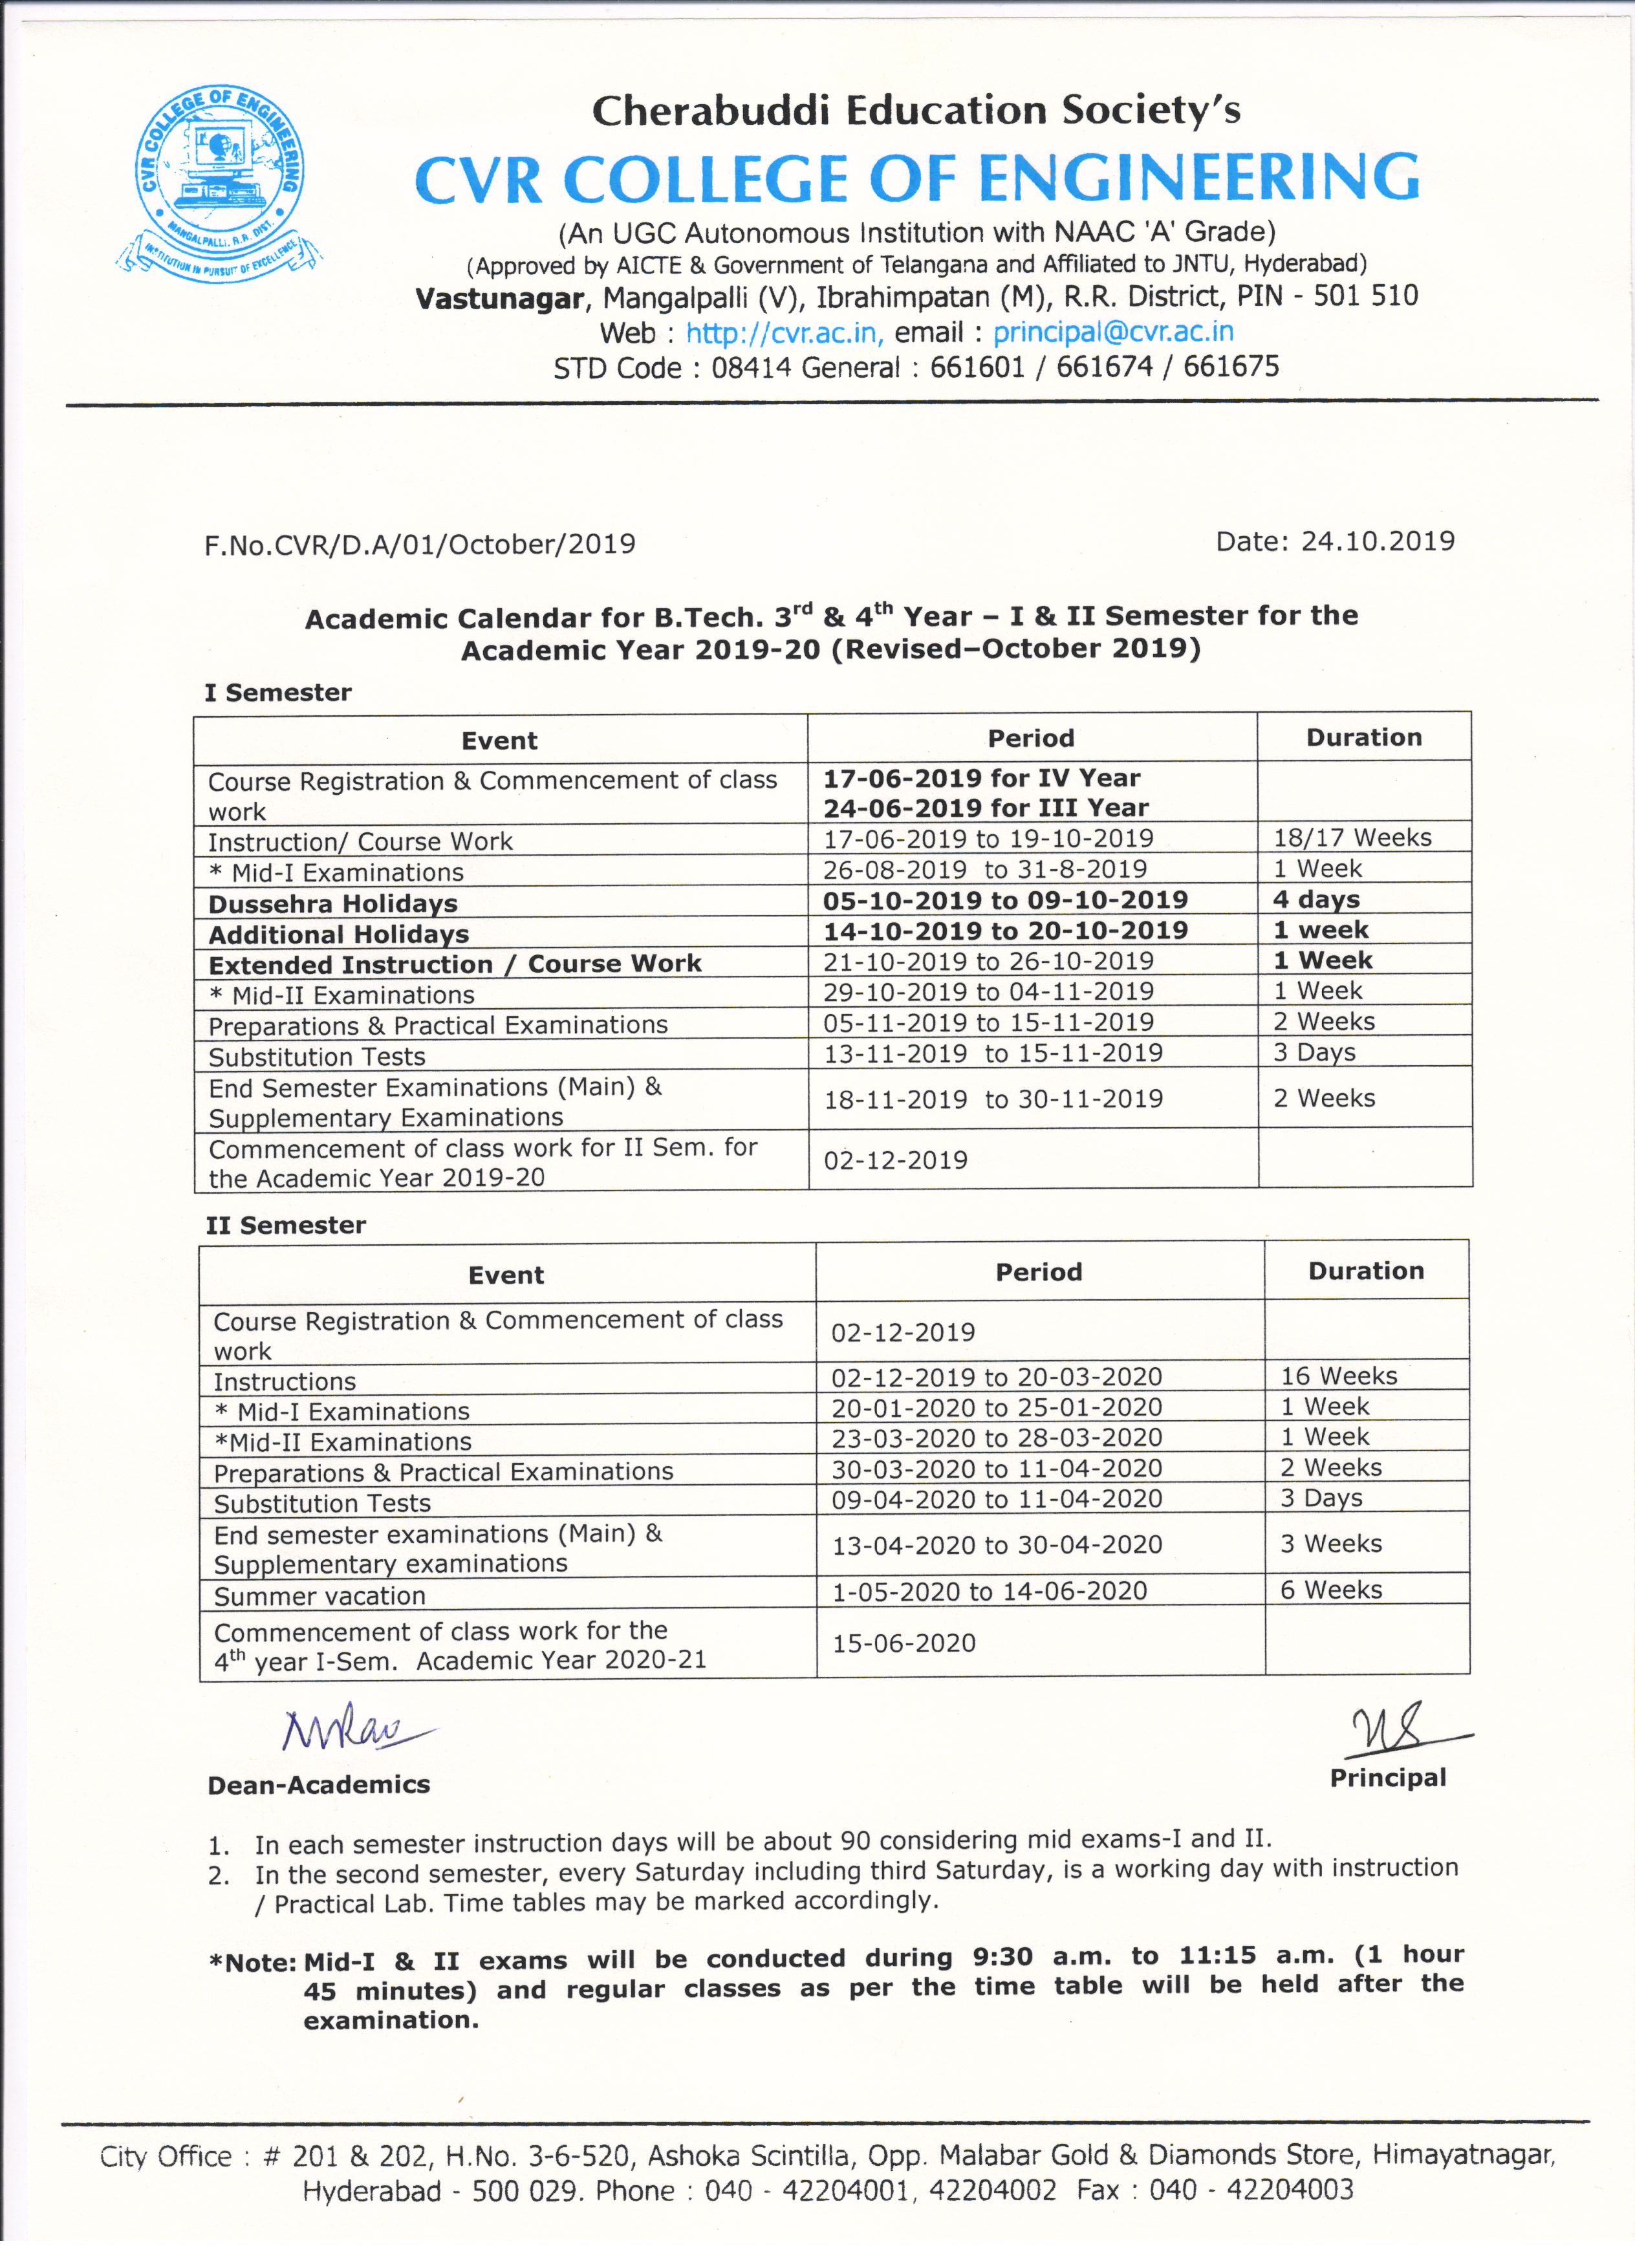 CVR COLLEGE OF ENGINEERING
MANGALPALLI, R.R. DIST.
INSTITUTION IN PURSUIT OF EXCELLENCE
Cherabuddi Education Society's
CVR COLLEGE OF ENGINEERING
(An UGC Autonomous Institution with NAAC 'A' Grade)
(Approved by AICTE & Government of Telangana and Affiliated to JNTU, Hyderabad)
Vastunagar, Mangalpalli (V), Ibrahimpatan (M), R.R. District, PIN - 501 510
Web : http://cvr.ac.in, email : principal@cvr.ac.in
STD Code : 08414 General : 661601 / 661674 / 661675
F.No.CVR/D.A/01/October/2019 Date: 24.10.2019
Academic Calendar for B.Tech. 3rd & 4th Year – I & II Semester for the
Academic Year 2019-20 (Revised–October 2019)
I Semester
Event Period Duration
Course Registration & Commencement of class 17-06-2019 for IV Year
work 24-06-2019 for III Year
Instruction/ Course Work 17-06-2019 to 19-10-2019 18/17 Weeks
* Mid-I Examinations 26-08-2019 to 31-8-2019 1 Week
Dussehra Holidays 05-10-2019 to 09-10-2019 4 days
Additional Holidays 14-10-2019 to 20-10-2019 1 week
Extended Instruction / Course Work 21-10-2019 to 26-10-2019 1 Week
* Mid-II Examinations 29-10-2019 to 04-11-2019 1 Week
Preparations & Practical Examinations 05-11-2019 to 15-11-2019 2 Weeks
Substitution Tests 13-11-2019 to 15-11-2019 3 Days
End Semester Examinations (Main) &
Supplementary Examinations 18-11-2019 to 30-11-2019 2 Weeks
Commencement of class work for II Sem. for
the Academic Year 2019-20 02-12-2019
II Semester
Event Period Duration
Course Registration & Commencement of class
work 02-12-2019
Instructions 02-12-2019 to 20-03-2020 16 Weeks
* Mid-I Examinations 20-01-2020 to 25-01-2020 1 Week
*Mid-II Examinations 23-03-2020 to 28-03-2020 1 Week
Preparations & Practical Examinations 30-03-2020 to 11-04-2020 2 Weeks
Substitution Tests 09-04-2020 to 11-04-2020 3 Days
End semester examinations (Main) &
Supplementary examinations 13-04-2020 to 30-04-2020 3 Weeks
Summer vacation 1-05-2020 to 14-06-2020 6 Weeks
Commencement of class work for the
4th year I-Sem. Academic Year 2020-21 15-06-2020
Dean-Academics Principal
1. In each semester instruction days will be about 90 considering mid exams-I and II.
2. In the second semester, every Saturday including third Saturday, is a working day with instruction
/ Practical Lab. Time tables may be marked accordingly.
*Note: Mid-I & II exams will be conducted during 9:30 a.m. to 11:15 a.m. (1 hour
45 minutes) and regular classes as per the time table will be held after the
examination.
City Office : # 201 & 202, H.No. 3-6-520, Ashoka Scintilla, Opp. Malabar Gold & Diamonds Store, Himayatnagar,
Hyderabad - 500 029. Phone : 040 - 42204001, 42204002 Fax : 040 - 42204003